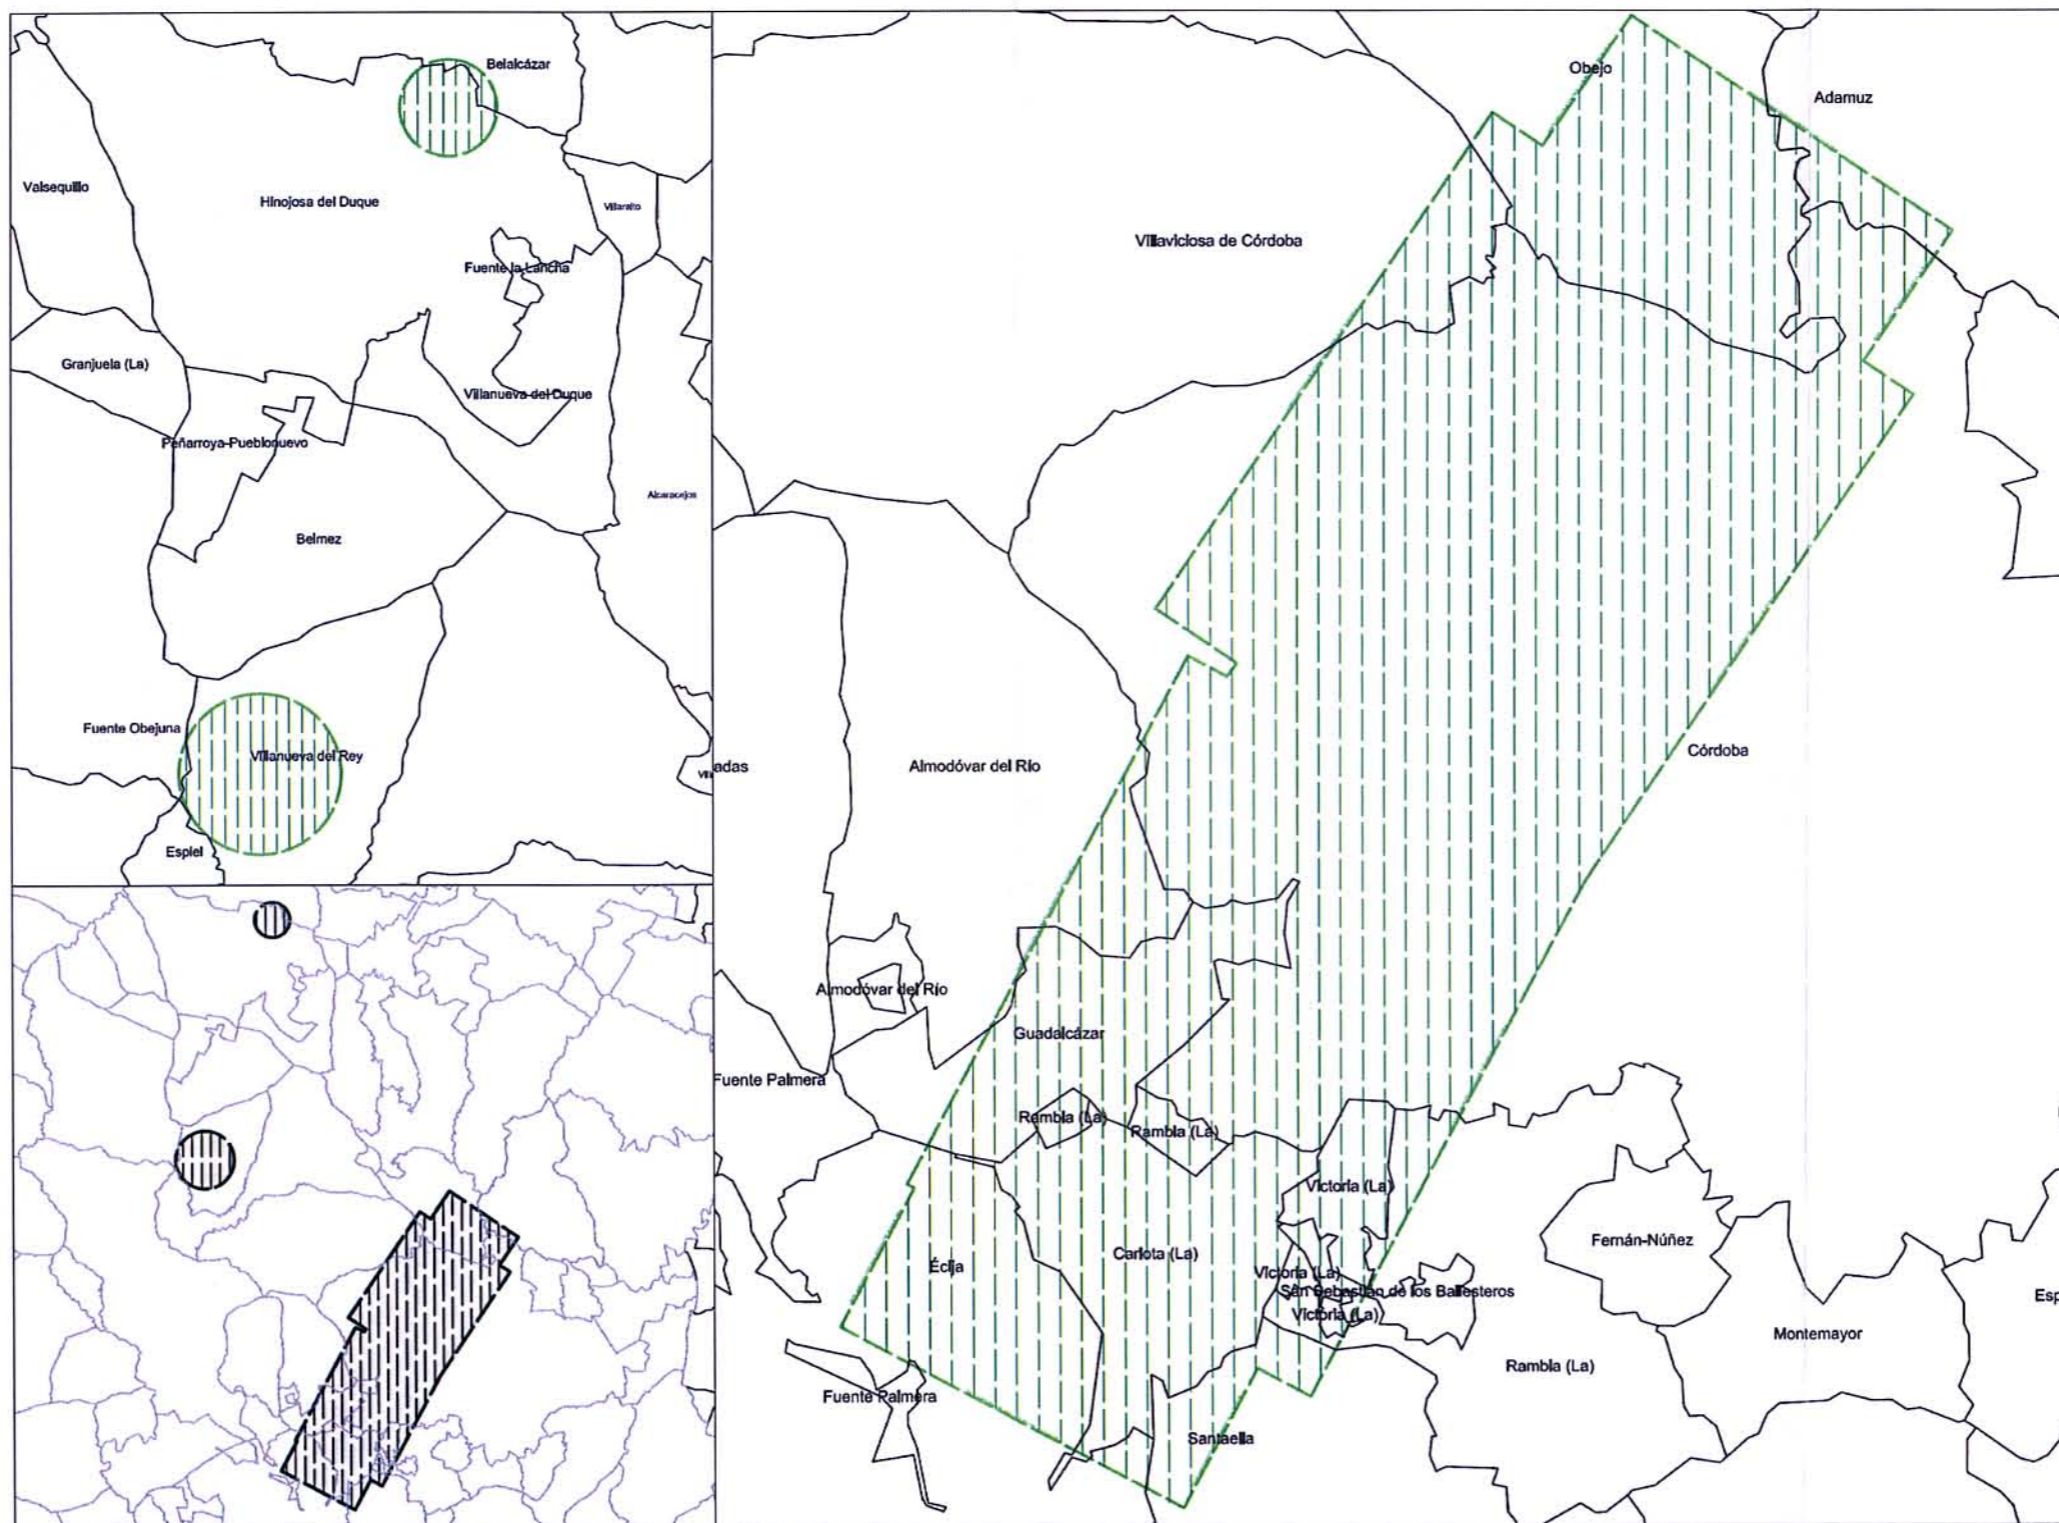 Belalcázar
Valsequillo
Hinojosa del Duque
Villaralto
Fuente la Lancha
Granjuela (La)
Villanueva del Duque
Peñarroya-Pueblonuevo
Alcaracejos
Belmez
Fuente Obejuna
Villanueva del Rey
Espiel
Obejo
Adamuz
Villaviciosa de Córdoba
Córdoba
adas
Almodóvar del Río
Almodóvar del Río
Guadalcázar
Fuente Palmera
Rambla (La)
Rambla (La)
Victoria (La)
Fernán-Núñez
Écija
Carlota (La)
Victoria (La)
San Sebastián de los Ballesteros
Esp
Victoria (La)
Montemayor
Rambla (La)
Fuente Palmera
Santaella